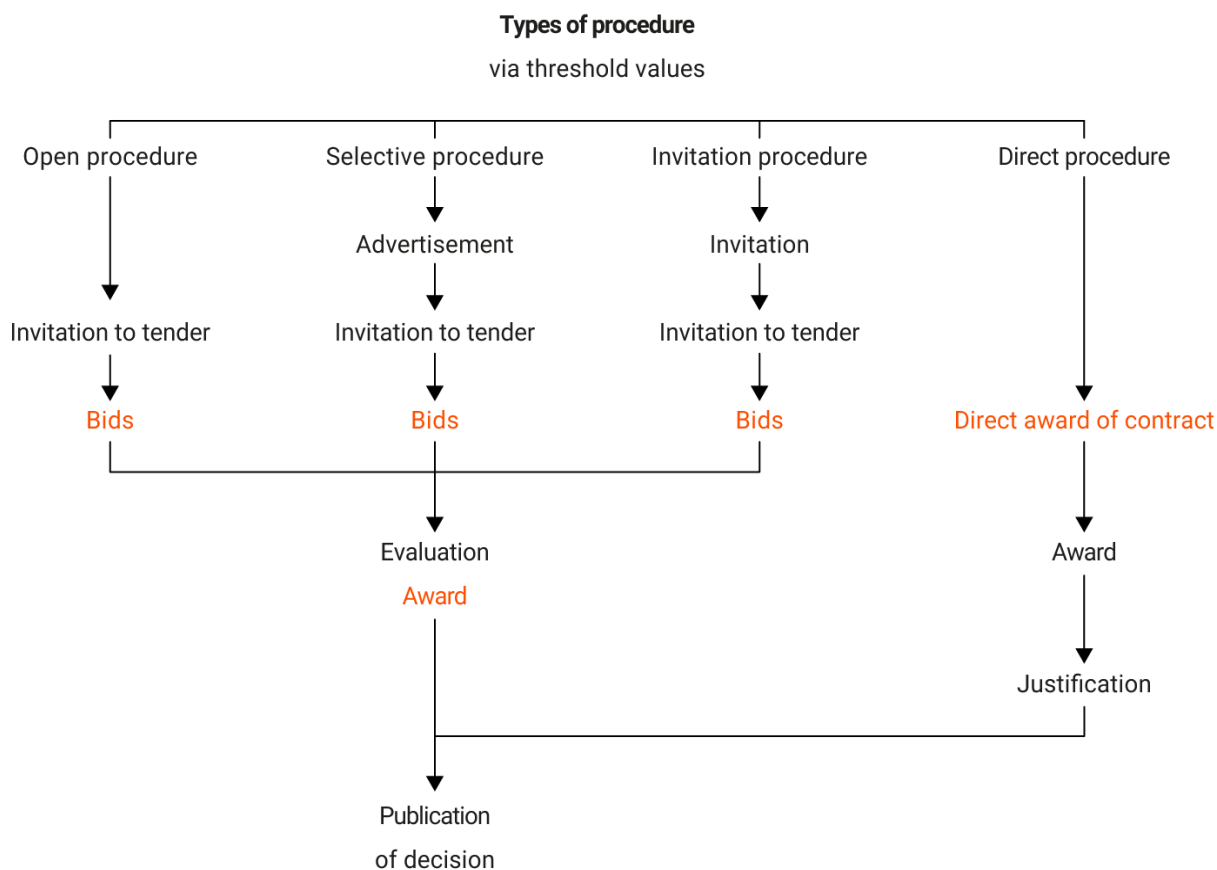 Types of procedure
via threshold values
Open procedure
Selective procedure
Invitation procedure
Direct procedure
Advertisement
Invitation
Invitation to tender
Invitation to tender
Invitation to tender
Bids
Bids
Bids
Direct award of contract
Evaluation
Award
Award
Justification
Publication
of decision